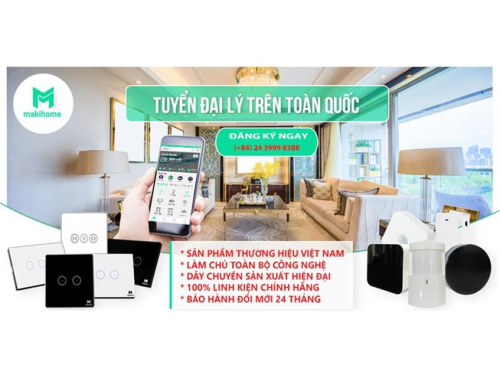 makihome
TUYỂN ĐẠI LÝ TRÊN TOÀN QUỐC
ĐĂNG KÝ NGAY
(+84) 24 3999 8388
* SẢN PHẨM THƯƠNG HIỆU VIỆT NAM
* LÀM CHỦ TOÀN BỘ CÔNG NGHỆ
* DÂY CHUYỀN SẢN XUẤT HIỆN ĐẠI
* 100% LINH KIỆN CHÍNH HÃNG
* BẢO HÀNH ĐỔI MỚI 24 THÁNG